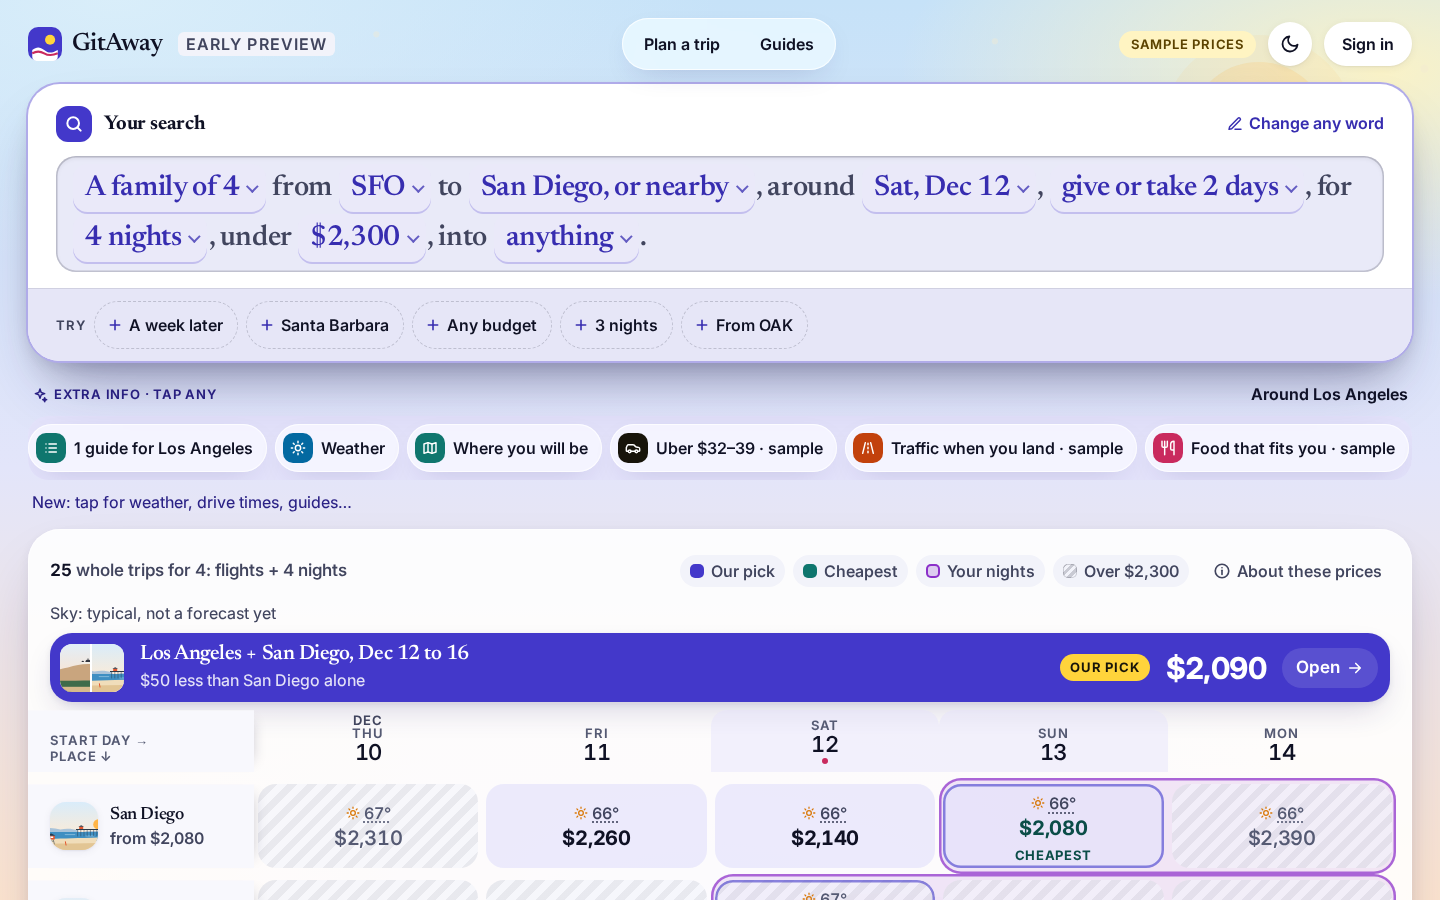 GitAway EARLY PREVIEW Plan a trip Guides SAMPLE PRICES Sign in
Your search Change any word
A family of 4 from SFO to San Diego, or nearby , around Sat, Dec 12 , give or take 2 days , for
4 nights , under $2,300 , into anything .
TRY + A week later + Santa Barbara + Any budget + 3 nights + From OAK
EXTRA INFO · TAP ANY Around Los Angeles
1 guide for Los Angeles Weather Where you will be Uber $32–39 · sample Traffic when you land · sample Food that fits you · sample
New: tap for weather, drive times, guides...
25 whole trips for 4: flights + 4 nights Our pick Cheapest Your nights Over $2,300 About these prices
Sky: typical, not a forecast yet
Los Angeles + San Diego, Dec 12 to 16
$50 less than San Diego alone
OUR PICK $2,090 Open →
START DAY →
PLACE ↓
DEC
THU
10
FRI
11
SAT
12
SUN
13
MON
14
San Diego
from $2,080
67°
$2,310
66°
$2,260
66°
$2,140
66°
$2,080
CHEAPEST
66°
$2,390
67°